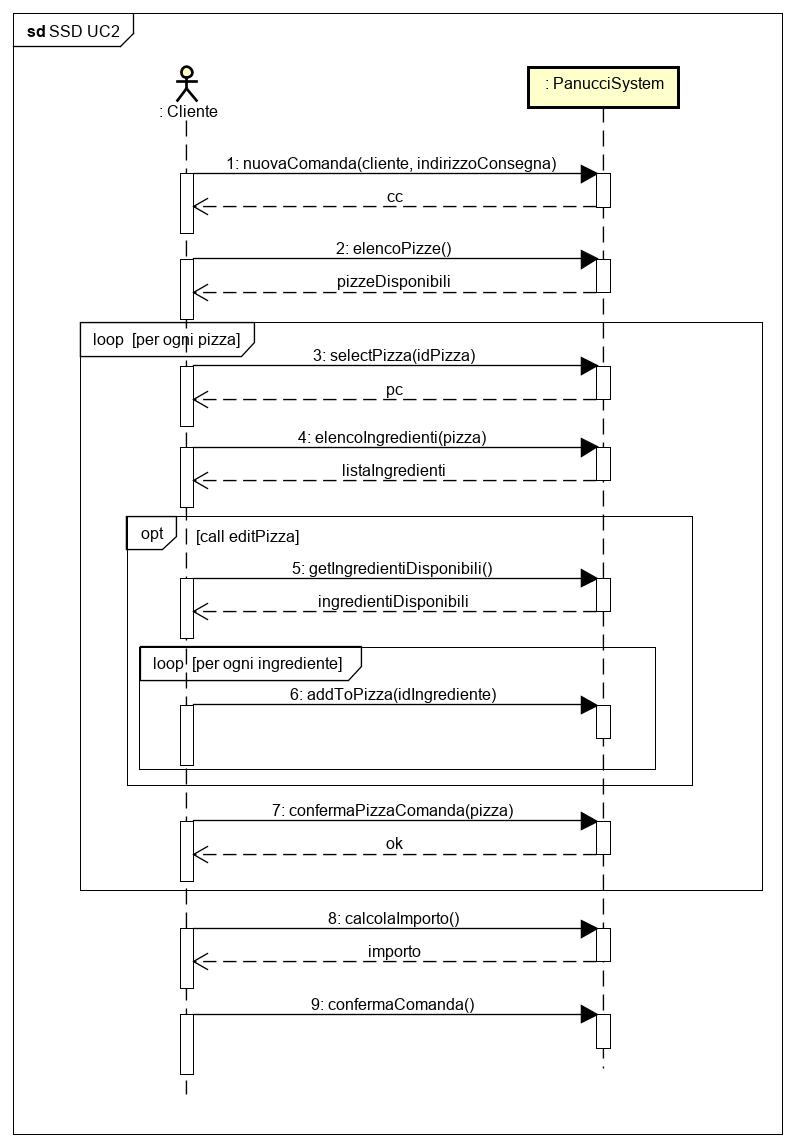 sd SSD UC2
: Cliente
: PanucciSystem
1: nuovaComanda(cliente, indirizzoConsegna)
cc
2: elencoPizze()
pizzeDisponibili
loop [per ogni pizza]
3: selectPizza(idPizza)
pc
4: elencoIngredienti(pizza)
listaIngredienti
opt [call editPizza]
5: getIngredientiDisponibili()
ingredientiDisponibili
loop [per ogni ingrediente]
6: addToPizza(idIngrediente)
7: confermaPizzaComanda(pizza)
ok
8: calcolaImporto()
importo
9: confermaComanda()